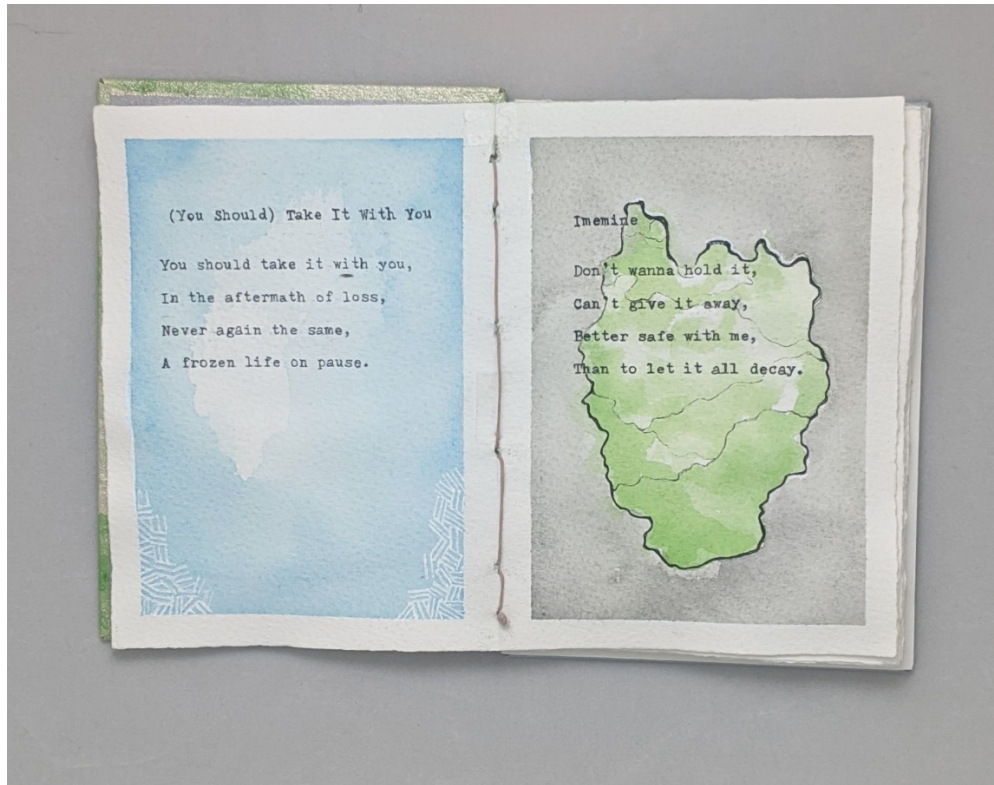 (You Should) Take It With You
You should take it with you,
In the aftermath of loss,
Never again the same,
A frozen life on pause.
Imemine
Don't wanna hold it,
Can't give it away,
Better safe with me,
Than to let it all decay.